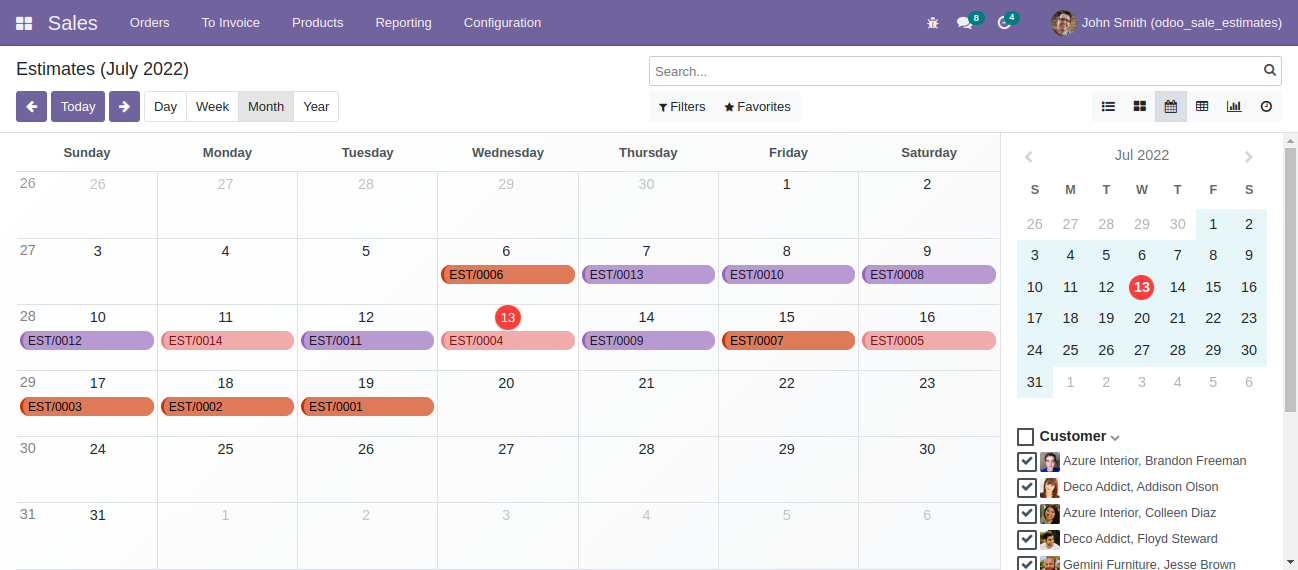 Sales Orders To Invoice Products Reporting Configuration 8 4 John Smith (odoo_sale_estimates)
Estimates (July 2022) Search...
Today Day Week Month Year Filters Favorites
Sunday Monday Tuesday Wednesday Thursday Friday Saturday
26 26 27 28 29 30 1 2
27 3 4 5 6 7 8 9
EST/0006 EST/0013 EST/0010 EST/0008
28 10 11 12 13 14 15 16
EST/0012 EST/0014 EST/0011 EST/0004 EST/0009 EST/0007 EST/0005
29 17 18 19 20 21 22 23
EST/0003 EST/0002 EST/0001
30 24 25 26 27 28 29 30
31 31 1 2 3 4 5 6
Jul 2022
S M T W T F S
26 27 28 29 30 1 2
3 4 5 6 7 8 9
10 11 12 13 14 15 16
17 18 19 20 21 22 23
24 25 26 27 28 29 30
31 1 2 3 4 5 6
Customer
Azure Interior, Brandon Freeman
Deco Addict, Addison Olson
Azure Interior, Colleen Diaz
Deco Addict, Floyd Steward
Gemini Furniture, Jesse Brown